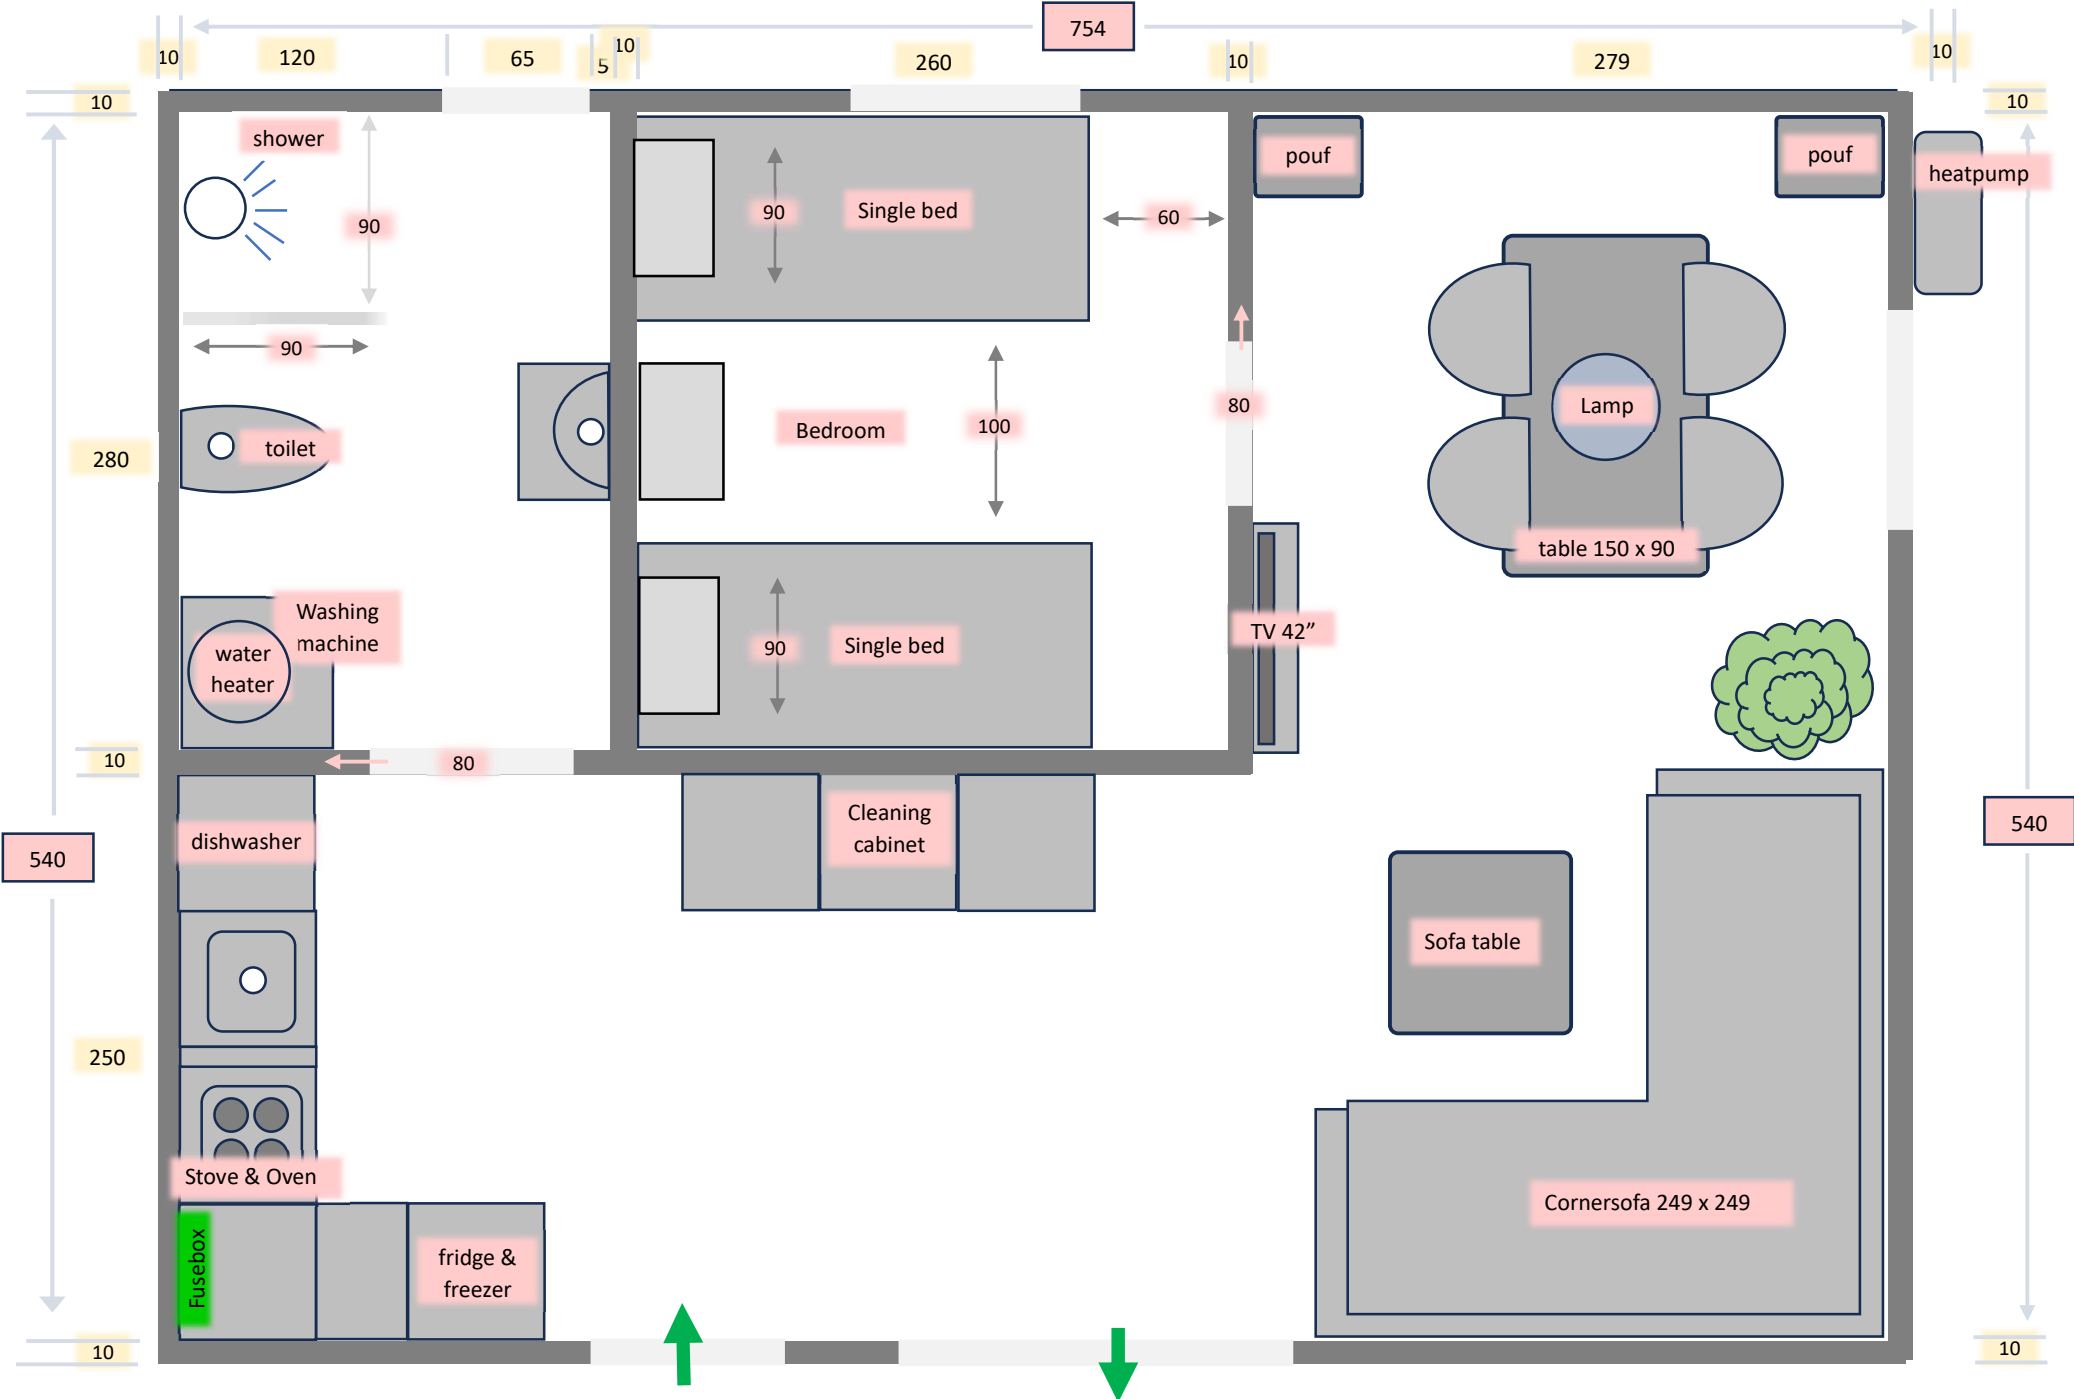 754
10
120
65
5
10
260
10
279
10
10
10
shower
90
90
Single bed
60
pouf
pouf
heatpump
90
80
Lamp
100
Bedroom
280
toilet
table 150 x 90
Washing
machine
water
heater
90
Single bed
TV 42”
10
80
540
dishwasher
Cleaning
cabinet
540
Sofa table
250
Stove & Oven
Cornersofa 249 x 249
Fusebox
fridge &
freezer
10
10